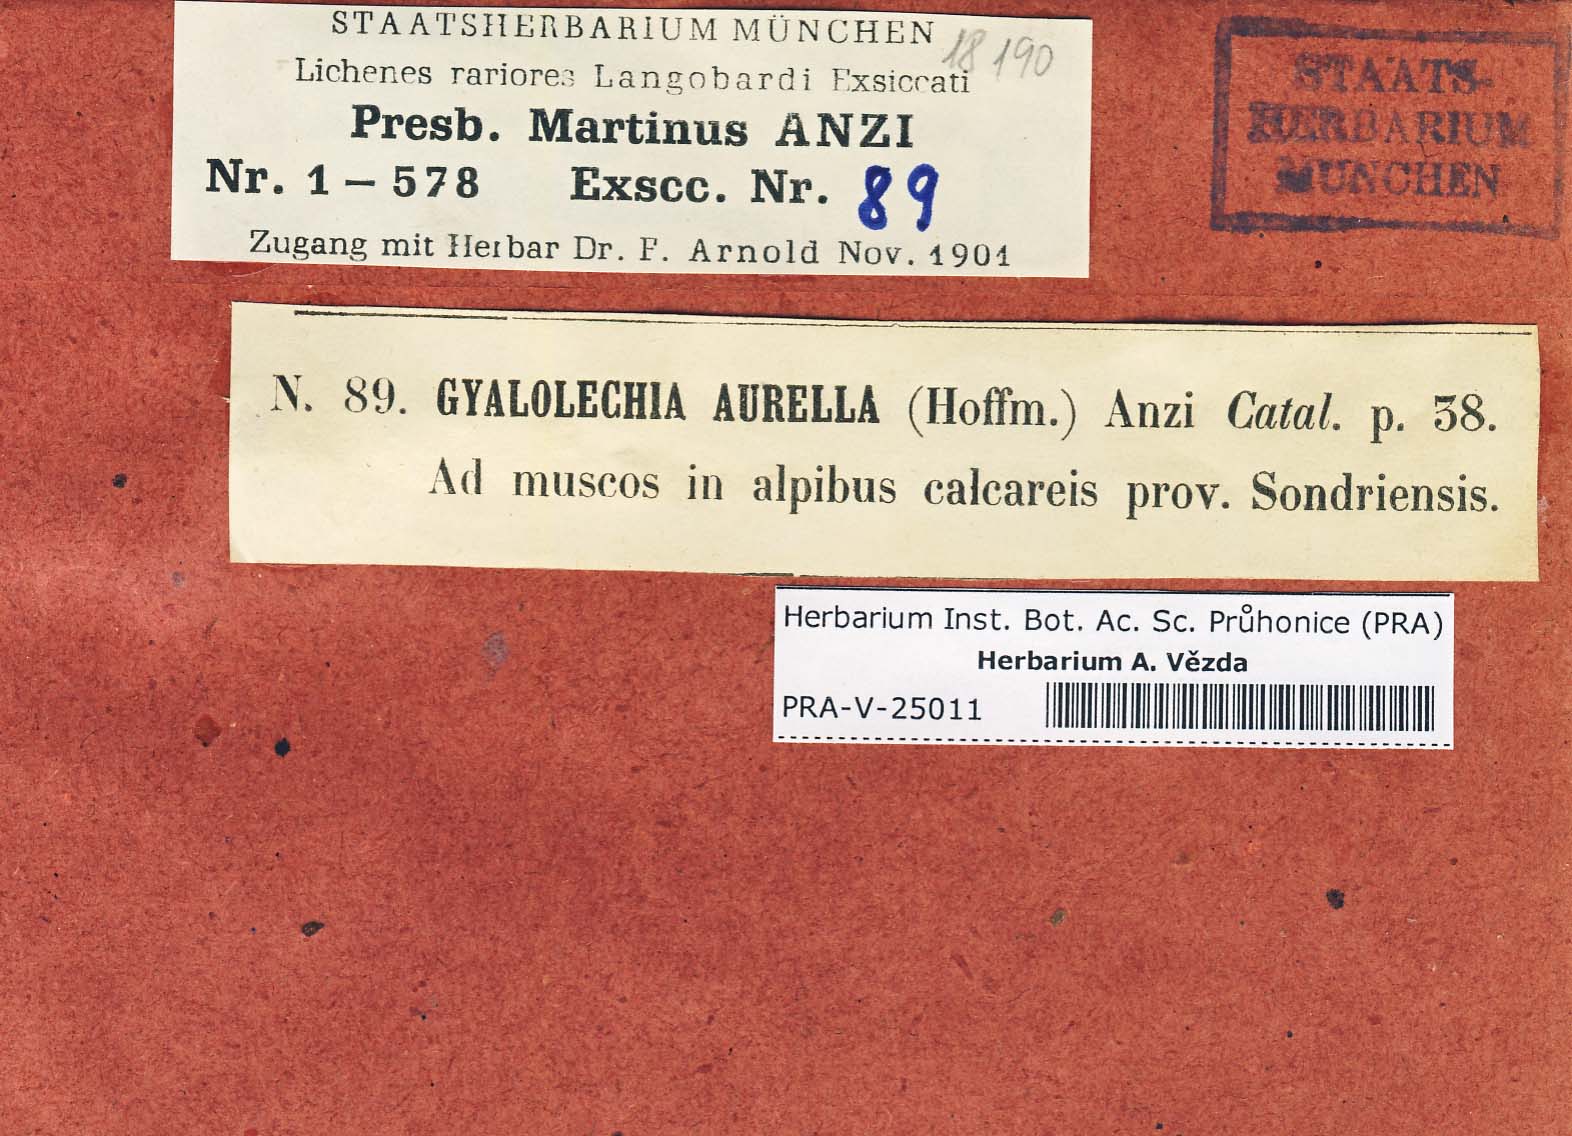 STAATSHERBARIUM MÜNCHEN
18190
Lichenes rariores Langobardi Exsiccati
Presb. Martinus ANZI
Nr. 1 – 578 Exscc. Nr. 89
Zugang mit Herbar Dr. F. Arnold Nov. 1901
STAATS-
HERBARIUM
MÜNCHEN
N. 89. GYALOLECHIA AURELLA (Hoffm.) Anzi Catal. p. 38.
Ad muscos in alpibus calcareis prov. Sondriensis.
Herbarium Inst. Bot. Ac. Sc. Průhonice (PRA)
Herbarium A. Vězda
PRA-V-25011